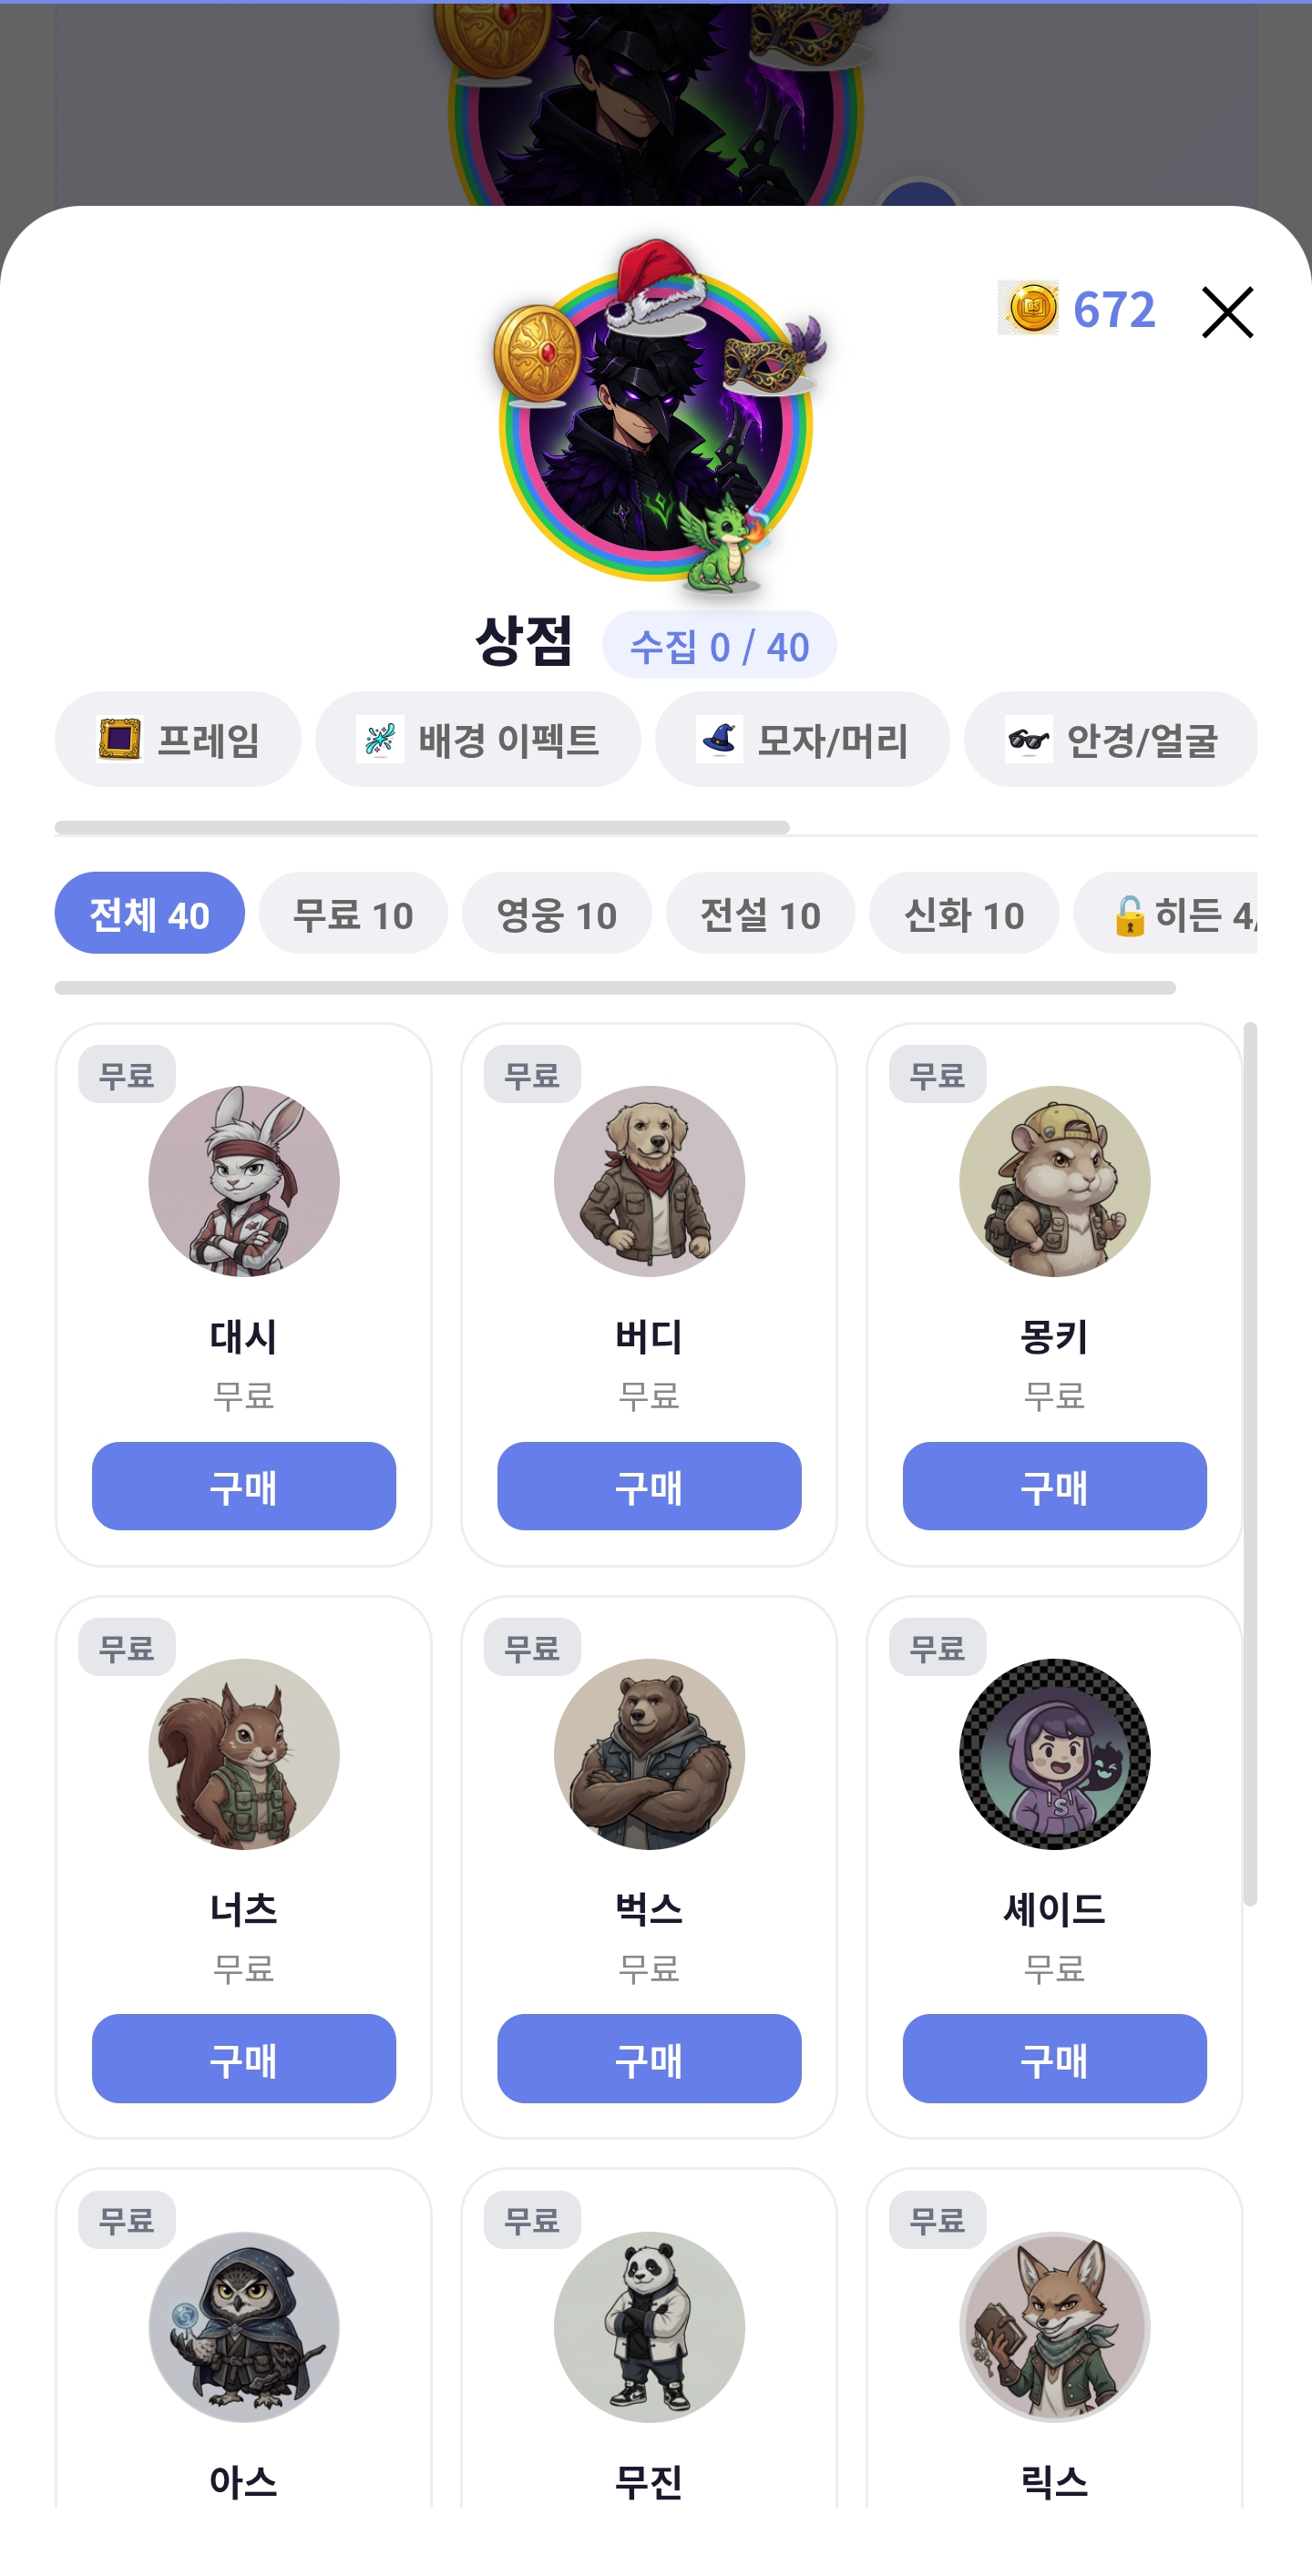 672
상점 수집 0 / 40
프레임 배경 이펙트 모자/머리 안경/얼굴
전체 40 무료 10 영웅 10 전설 10 신화 10 히든 4/
무료 무료 무료
대시 버디 몽키
무료 무료 무료
구매 구매 구매
무료 무료 무료
너츠 벅스 셰이드
무료 무료 무료
구매 구매 구매
무료 무료 무료
아스 무진 릭스